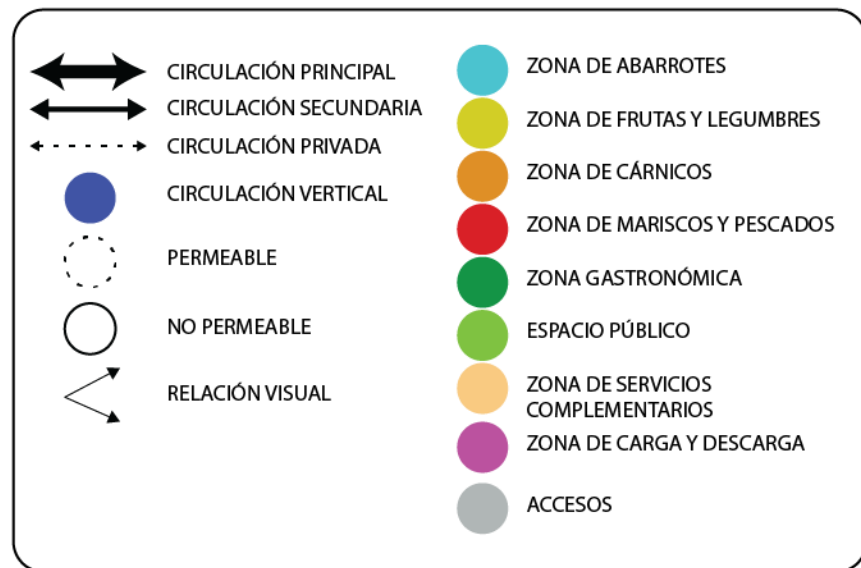 CIRCULACIÓN PRINCIPAL
CIRCULACIÓN SECUNDARIA
CIRCULACIÓN PRIVADA
CIRCULACIÓN VERTICAL
PERMEABLE
NO PERMEABLE
RELACIÓN VISUAL
ZONA DE ABARROTES
ZONA DE FRUTAS Y LEGUMBRES
ZONA DE CÁRNICOS
ZONA DE MARISCOS Y PESCADOS
ZONA GASTRONÓMICA
ESPACIO PÚBLICO
ZONA DE SERVICIOS
COMPLEMENTARIOS
ZONA DE CARGA Y DESCARGA
ACCESOS